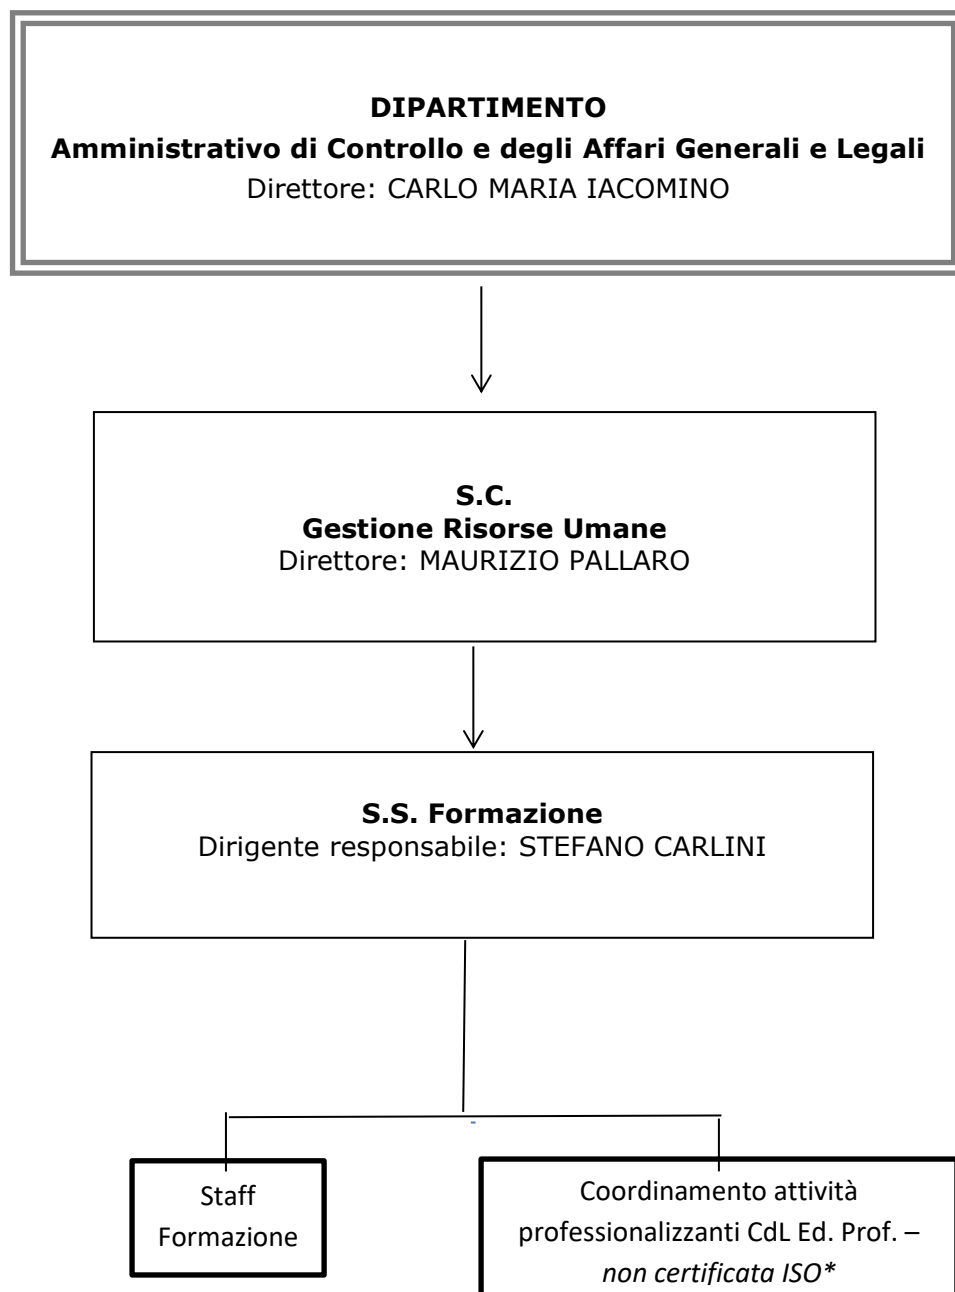 DIPARTIMENTO
Amministrativo di Controllo e degli Affari Generali e Legali
Direttore: CARLO MARIA IACOMINO
S.C.
Gestione Risorse Umane
Direttore: MAURIZIO PALLARO
S.S. Formazione
Dirigente responsabile: STEFANO CARLINI
Staff
Formazione
Coordinamento attività
professionalizzanti CdL Ed. Prof. –
non certificata ISO*